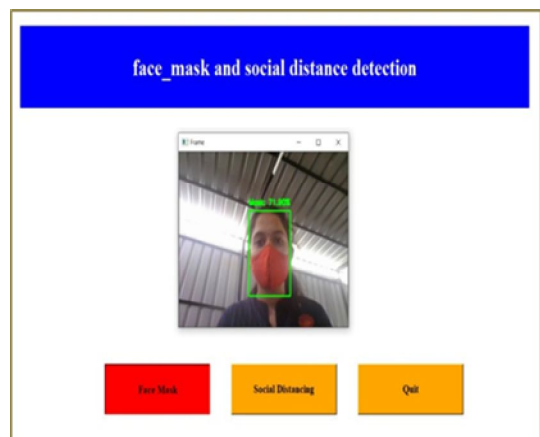 face_mask and social distance detection
Frame
Face Mask
Social Distancing
Quit